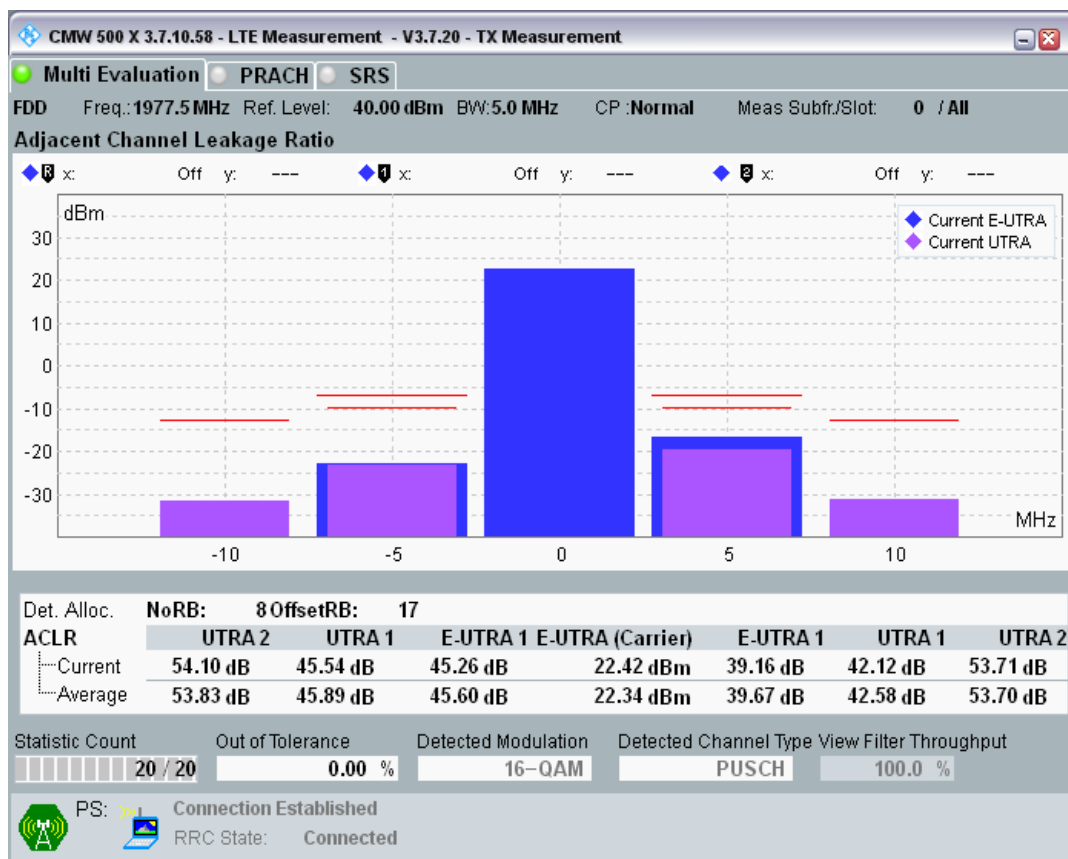 CMW 500 X 3.7.10.58 - LTE Measurement - V3.7.20 - TX Measurement
Multi Evaluation PRACH SRS
FDD Freq.: 1977.5 MHz Ref. Level: 40.00 dBm BW: 5.0 MHz CP : Normal Meas Subfr./Slot: 0 / All
Adjacent Channel Leakage Ratio
R x: Off y: --- 1 x: Off y: --- 2 x: Off y: ---
dBm
Current E-UTRA
Current UTRA
30
20
10
0
-10
-20
-30
MHz
-10 -5 0 5 10
Det. Alloc. NoRB: 8 OffsetRB: 17
ACLR UTRA 2 UTRA 1 E-UTRA 1 E-UTRA (Carrier) E-UTRA 1 UTRA 1 UTRA 2
Current 54.10 dB 45.54 dB 45.26 dB 22.42 dBm 39.16 dB 42.12 dB 53.71 dB
Average 53.83 dB 45.89 dB 45.60 dB 22.34 dBm 39.67 dB 42.58 dB 53.70 dB
Statistic Count Out of Tolerance Detected Modulation Detected Channel Type View Filter Throughput
20 / 20 0.00 % 16-QAM PUSCH 100.0 %
PS: Connection Established
RRC State: Connected